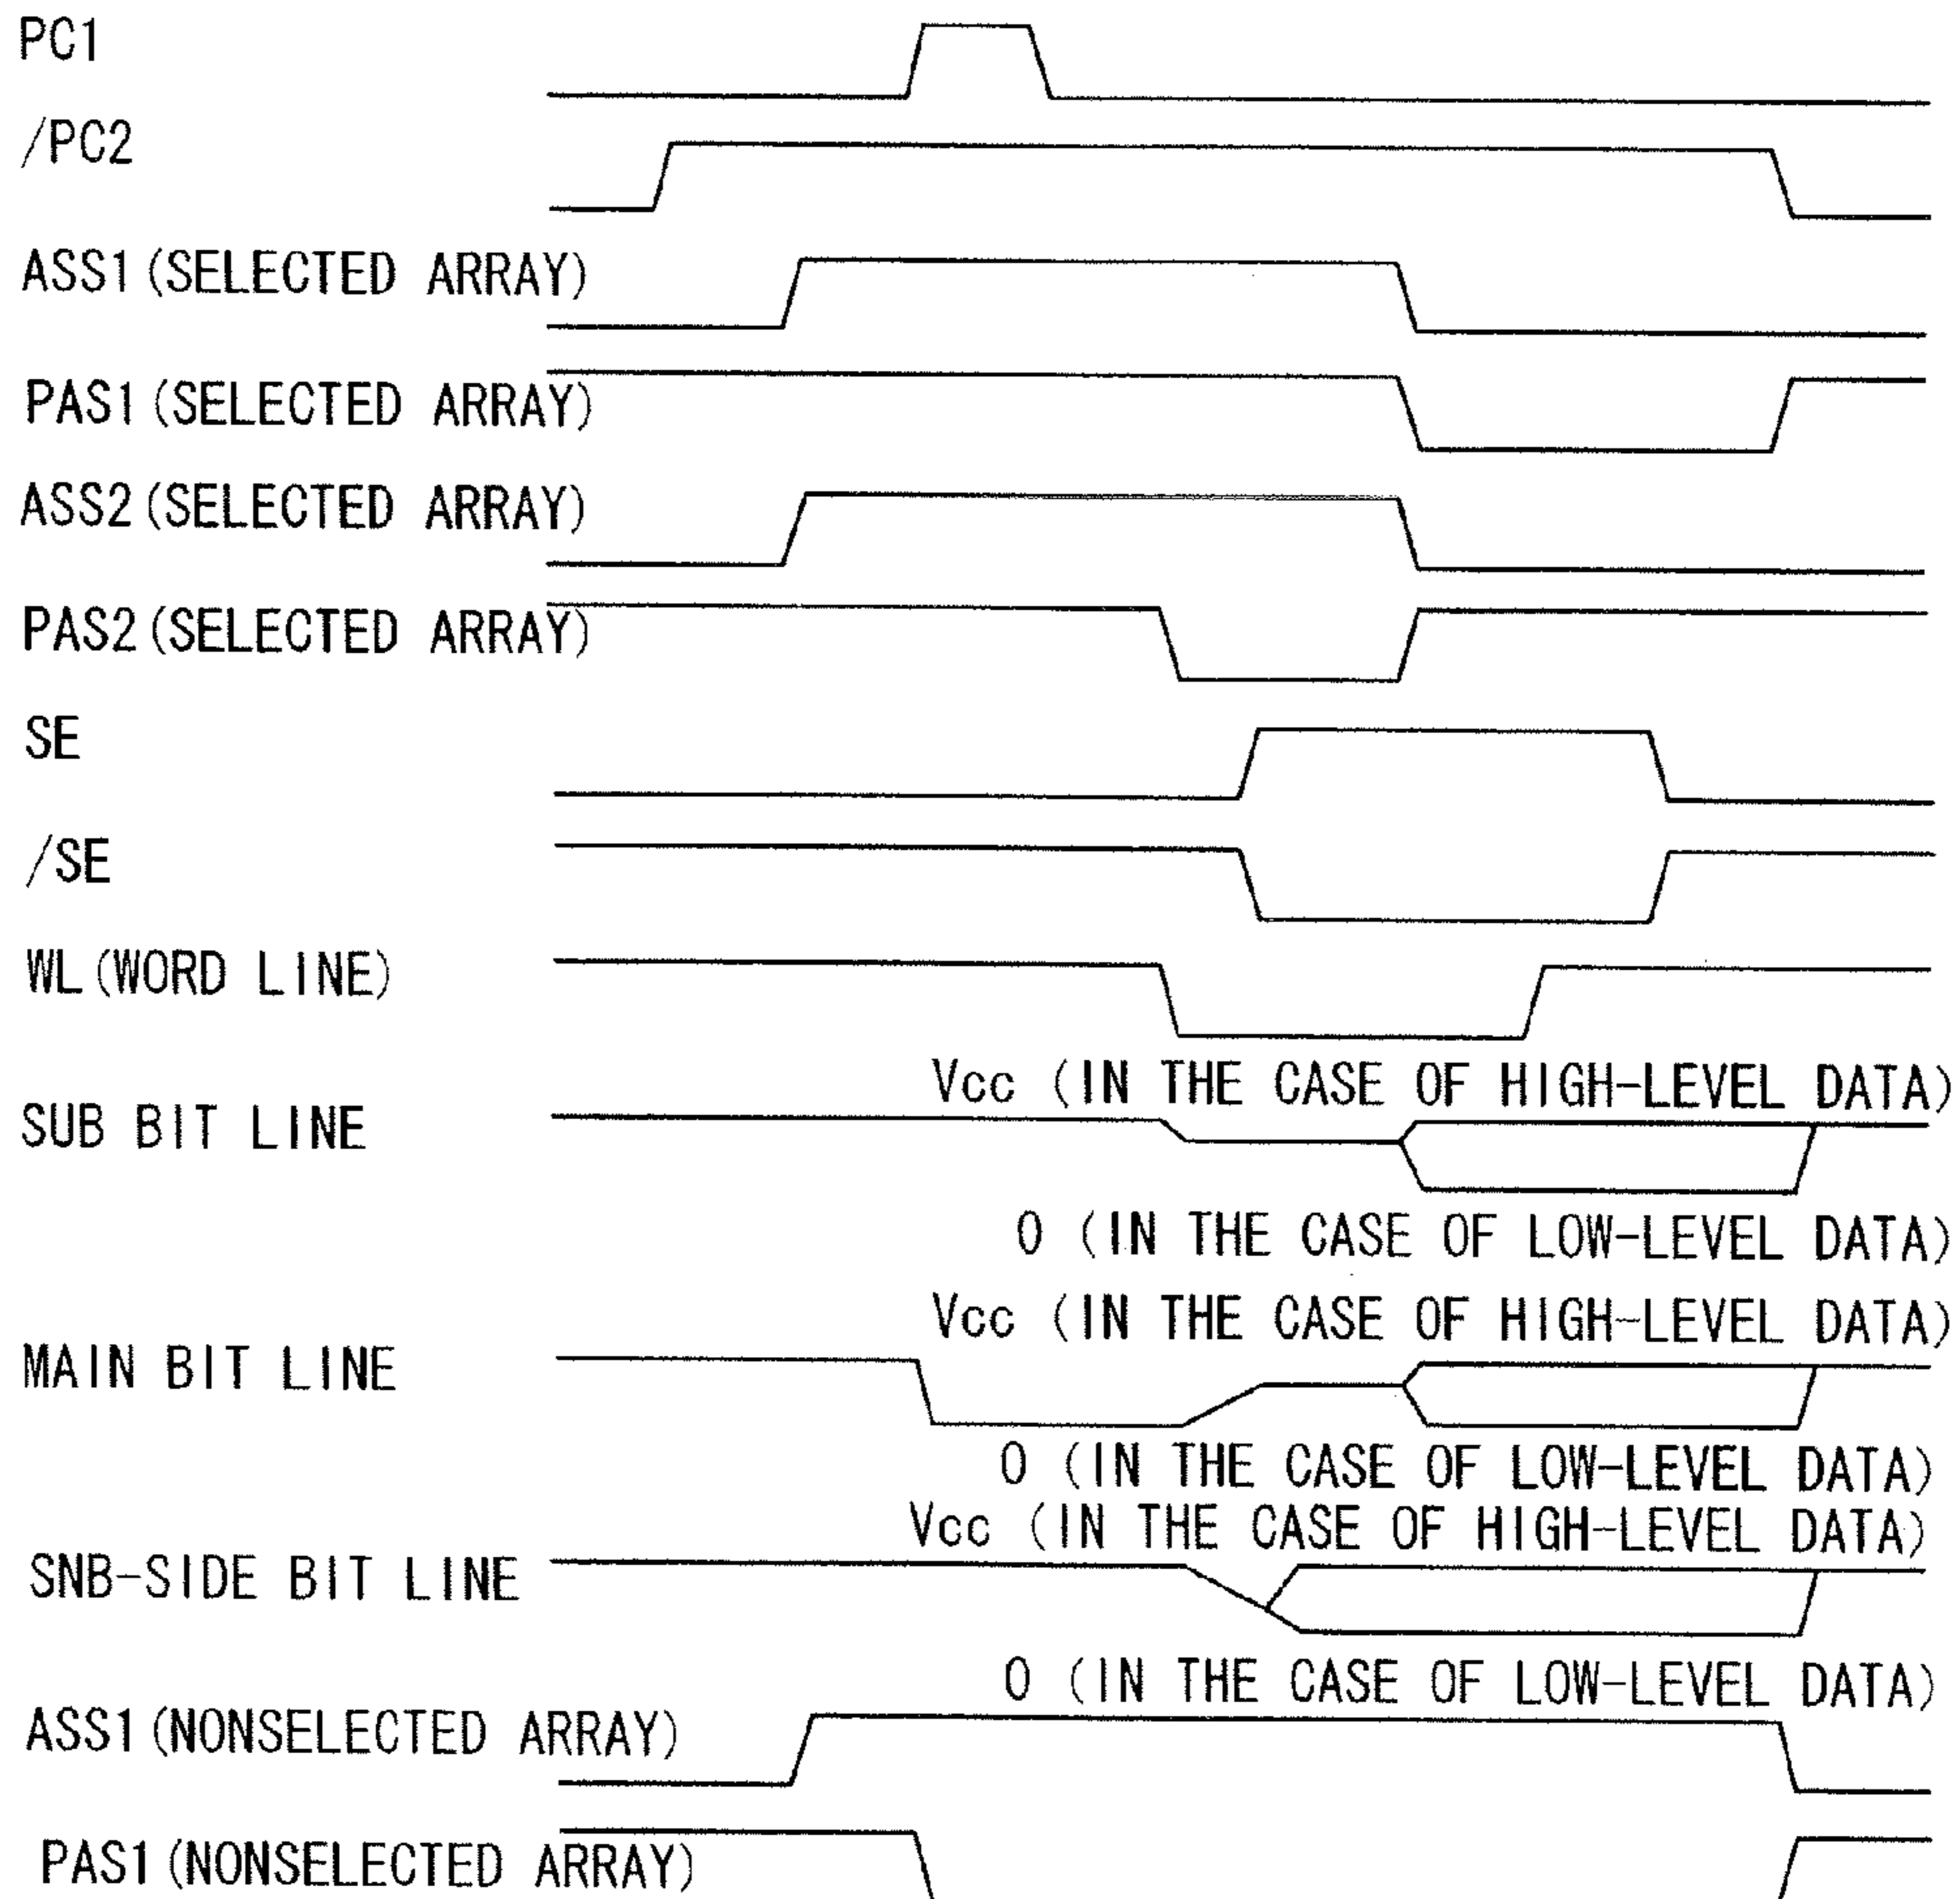 PC1
/PC2
ASS1(SELECTED ARRAY)
PAS1(SELECTED ARRAY)
ASS2(SELECTED ARRAY)
PAS2(SELECTED ARRAY)
SE
/SE
WL(WORD LINE)
Vcc (IN THE CASE OF HIGH-LEVEL DATA)
SUB BIT LINE
0 (IN THE CASE OF LOW-LEVEL DATA)
Vcc (IN THE CASE OF HIGH-LEVEL DATA)
MAIN BIT LINE
0 (IN THE CASE OF LOW-LEVEL DATA)
Vcc (IN THE CASE OF HIGH-LEVEL DATA)
SNB-SIDE BIT LINE
0 (IN THE CASE OF LOW-LEVEL DATA)
ASS1(NONSELECTED ARRAY)
PAS1(NONSELECTED ARRAY)